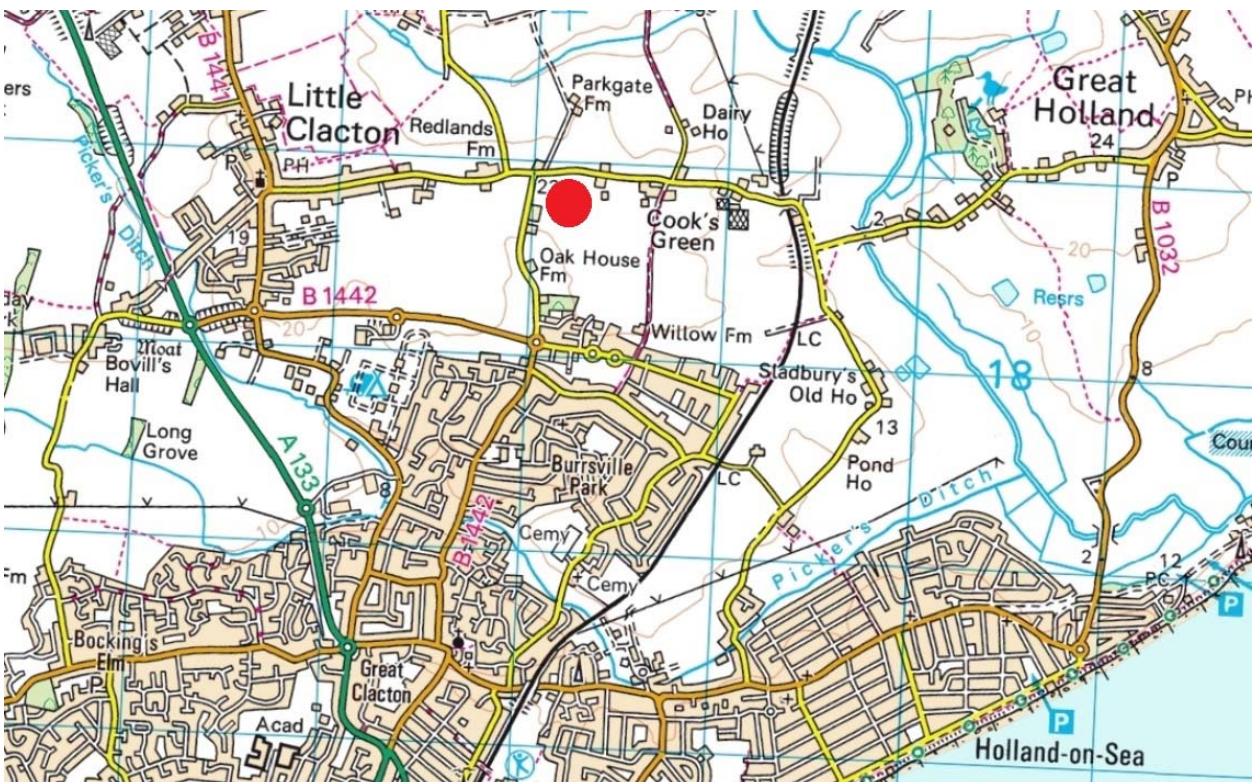 ers
B 1441
Little
Clacton
Parkgate
Fm
Redlands
Fm
Dairy
Ho
Great
Holland
24
PH
P
PH
Picker's
Ditch
19
Cook's
Green
2
20
B 1032
Oak House
Fm
B 1442
20
Resrs
10
Willow Fm
LC
Moat
Bovill's
Hall
Sladbury's
Old Ho
18
8
13
Long
Grove
A 133
Burrsville
Park
LC
Pond
Ho
8
10
B 1442
Cemy
Picker's Ditch
Cemy
2
12
PC
P
Fm
Bocking's
Elm
P
Great
Clacton
Acad
P
Holland-on-Sea